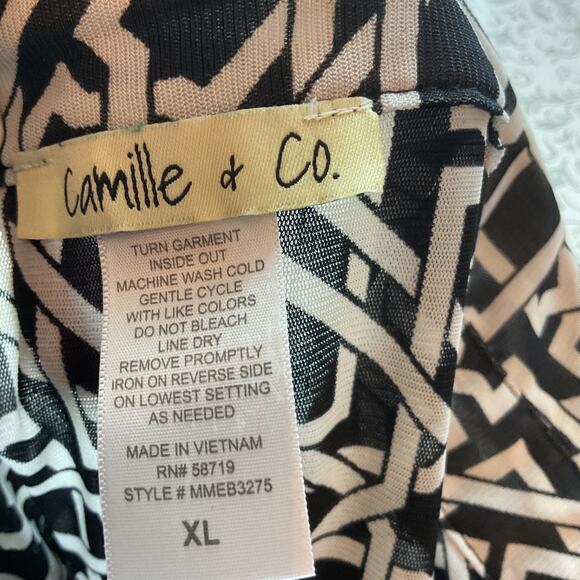 Camille & Co.
TURN GARMENT
INSIDE OUT
MACHINE WASH COLD
GENTLE CYCLE
WITH LIKE COLORS
DO NOT BLEACH
LINE DRY
REMOVE PROMPTLY
IRON ON REVERSE SIDE
ON LOWEST SETTING
AS NEEDED
MADE IN VIETNAM
RN# 58719
STYLE # MMEB3275
XL